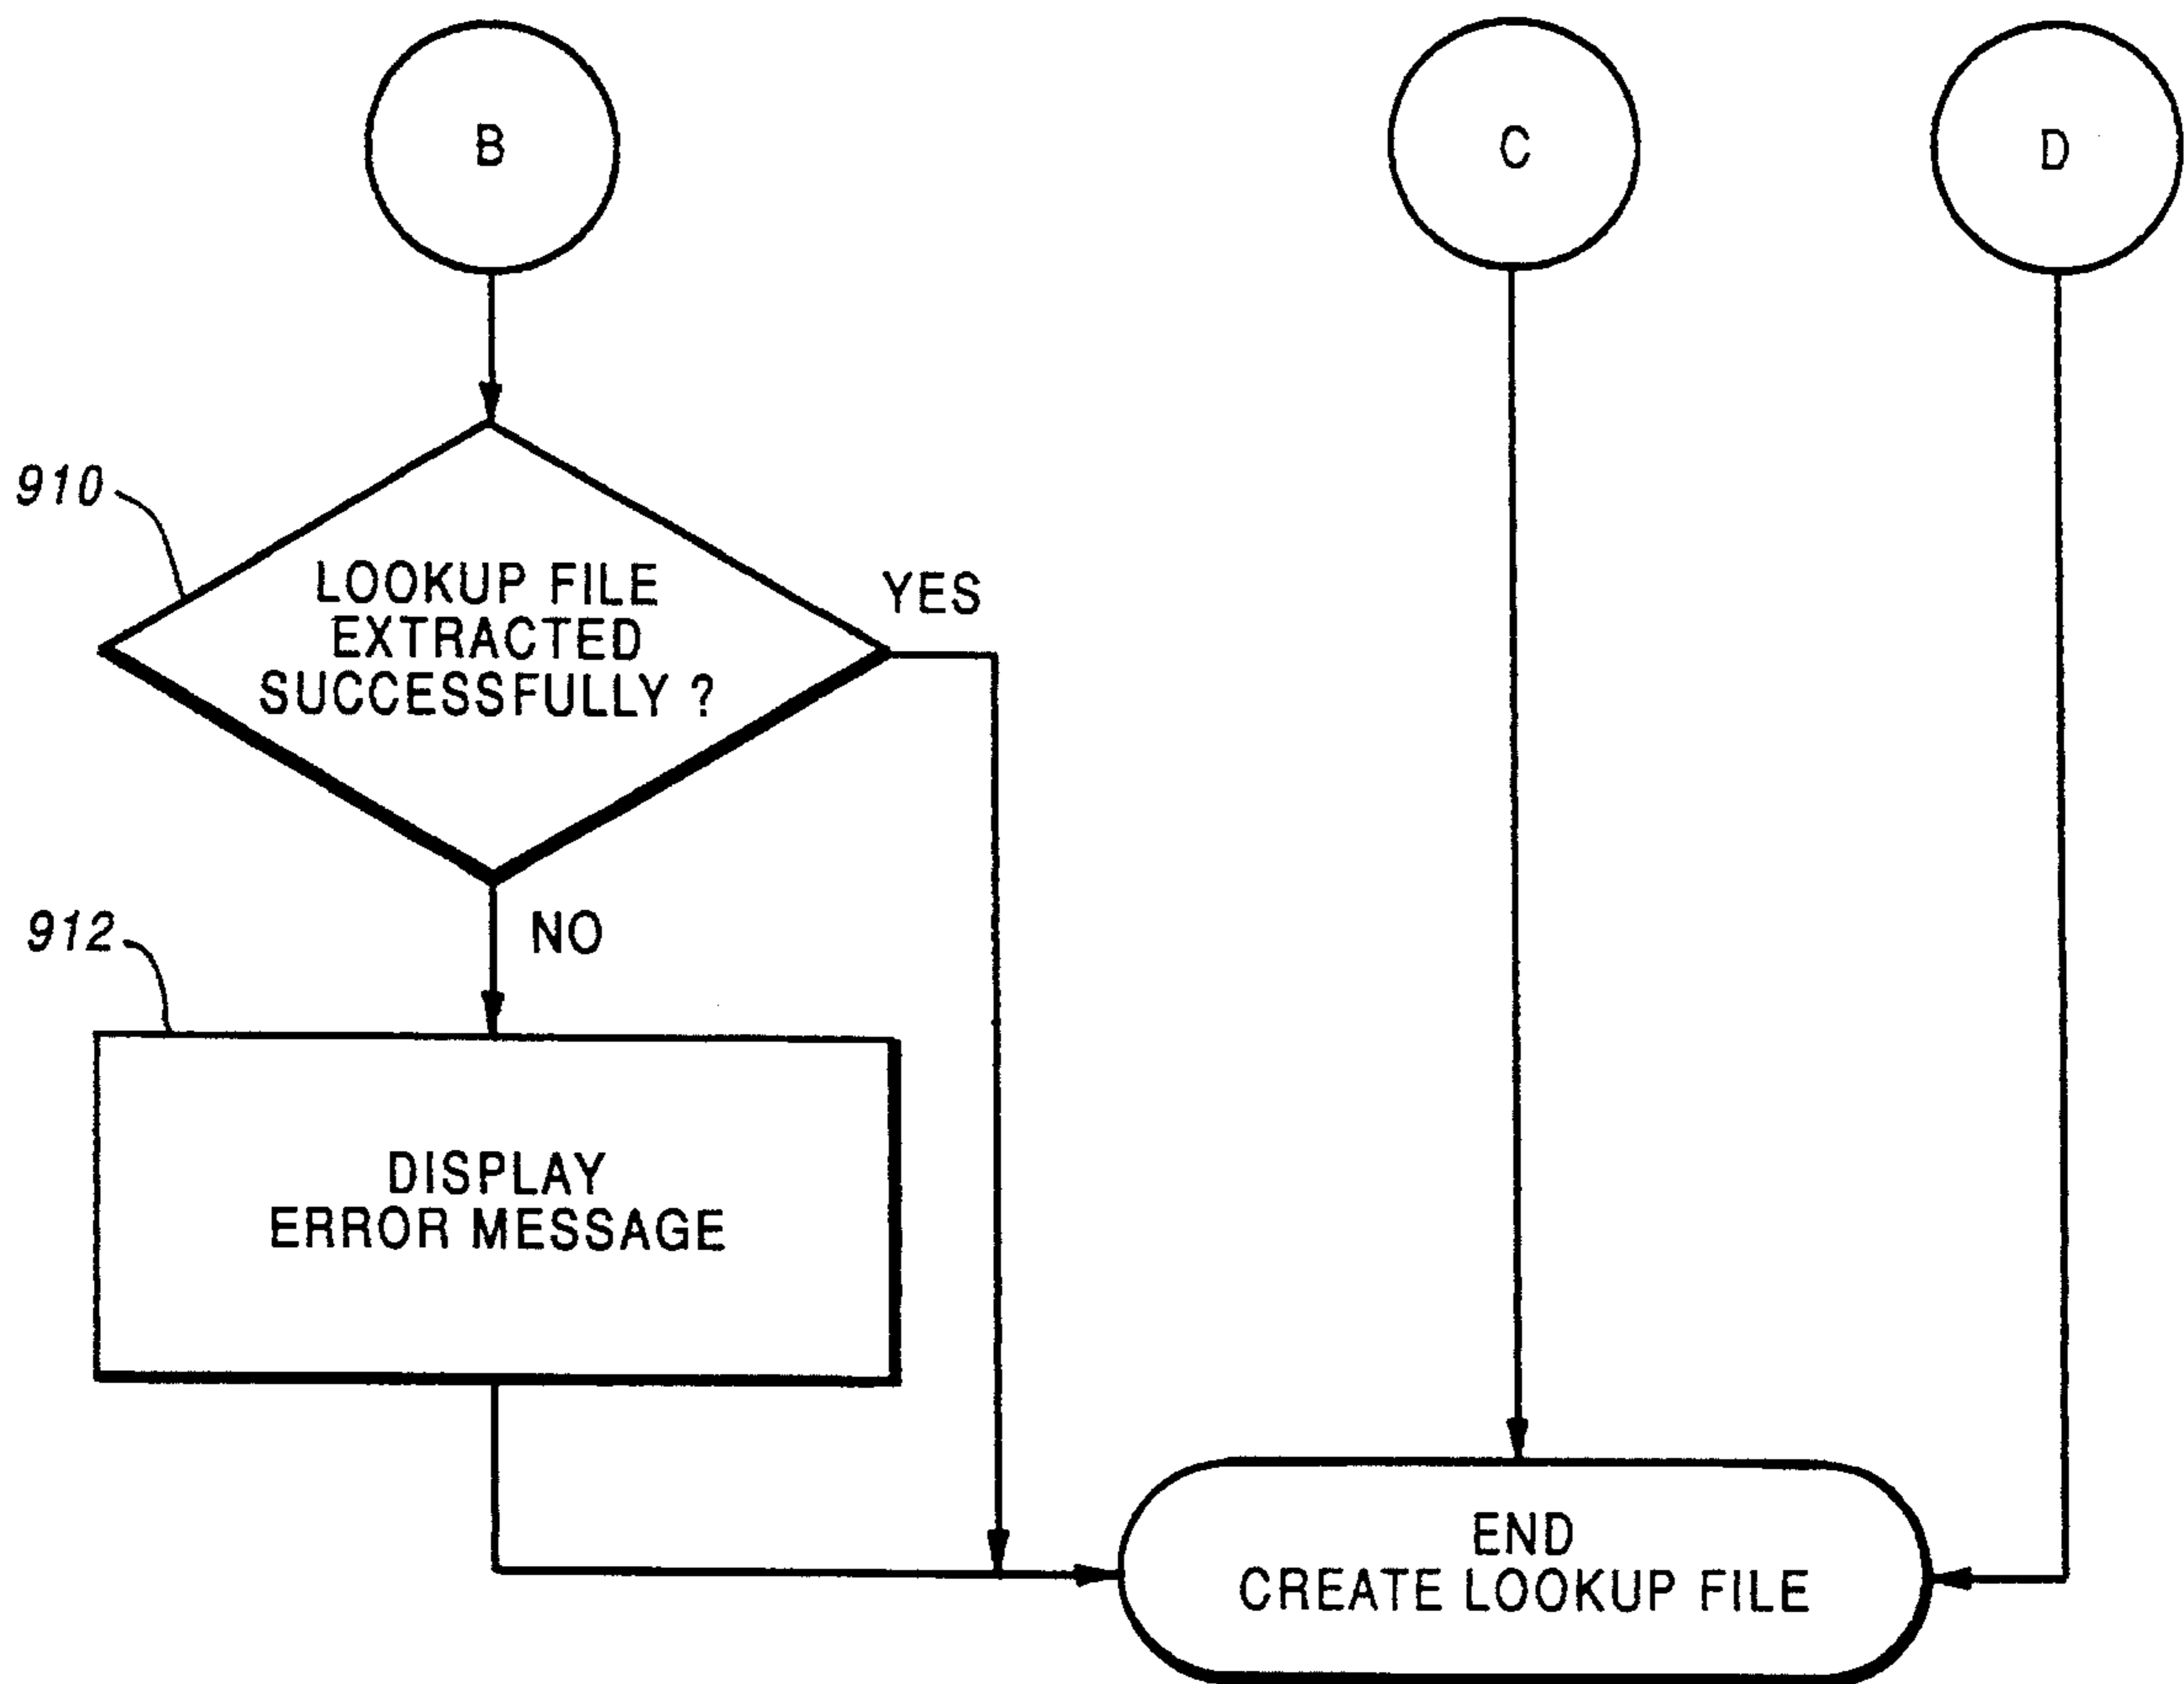 B
C
D
910
LOOKUP FILE
EXTRACTED
SUCCESSFULLY ?
YES
NO
912
DISPLAY
ERROR MESSAGE
END
CREATE LOOKUP FILE